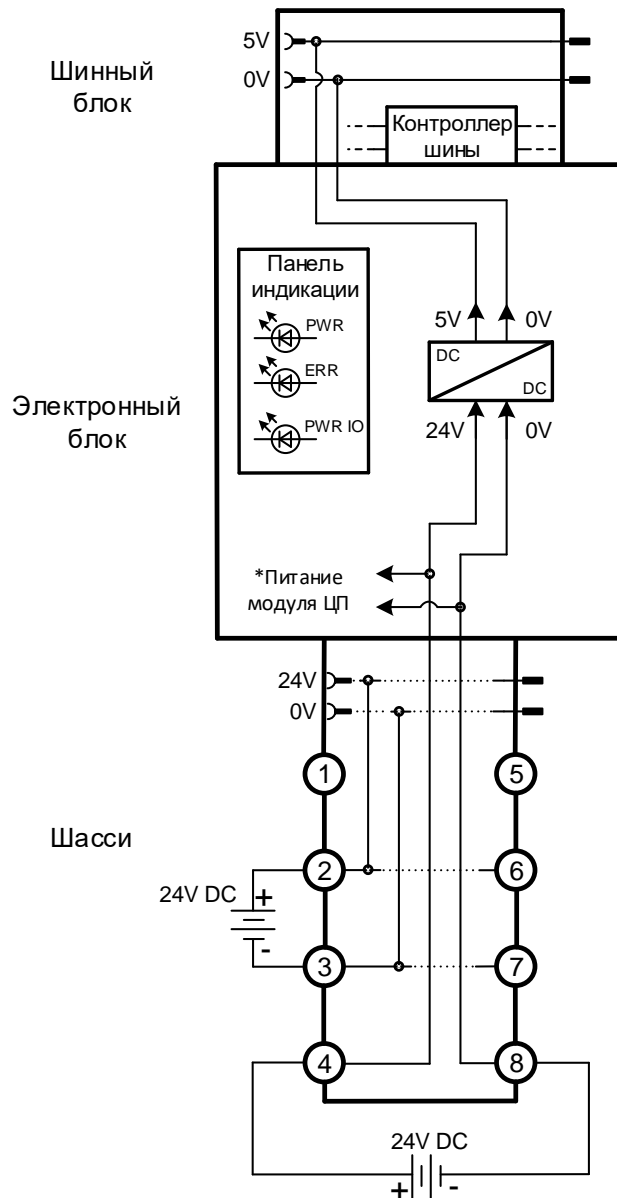 5V
Шинный
блок
0V
Контроллер
шины
Панель
индикации
PWR
ERR
PWR IO
5V
0V
DC
DC
24V
0V
Электронный
блок
*Питание
модуля ЦП
24V
0V
1
5
Шасси
2
6
24V DC
+
-
3
7
4
8
24V DC
+
-